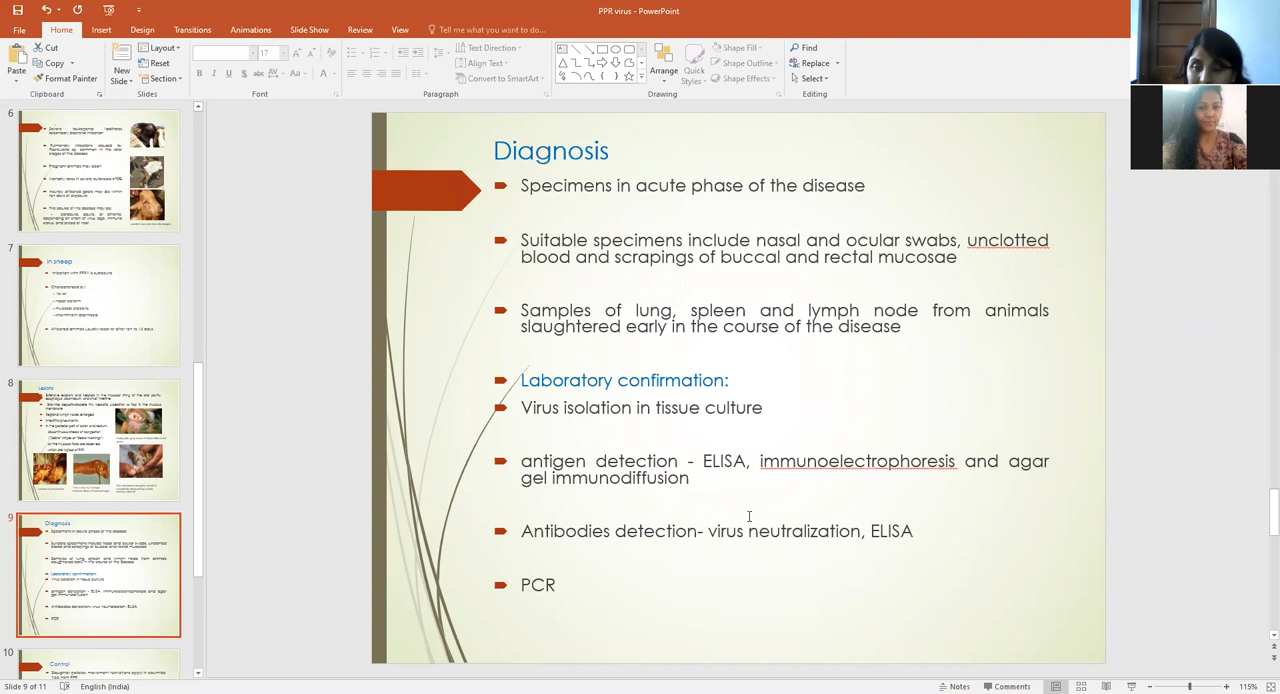 PPR virus - PowerPoint
File Home Insert Design Transitions Animations Slide Show Review View Tell me what you want to do...
Paste Cut Copy Format Painter
Clipboard
New Slide Layout Reset Section
Slides
17
Font
Text Direction Align Text Convert to SmartArt
Paragraph
Arrange Quick Styles Shape Fill Shape Outline Shape Effects
Drawing
Find Replace Select
Editing
6
7
In sheep
8
Lesions
9
Diagnosis
10
Control
Diagnosis
Specimens in acute phase of the disease
Suitable specimens include nasal and ocular swabs, unclotted
blood and scrapings of buccal and rectal mucosae
Samples of lung, spleen and lymph node from animals
slaughtered early in the course of the disease
Laboratory confirmation:
Virus isolation in tissue culture
antigen detection - ELISA, immunoelectrophoresis and agar
gel immunodiffusion
Antibodies detection- virus neutralization, ELISA
PCR
Slide 9 of 11 English (India) Notes Comments 115%